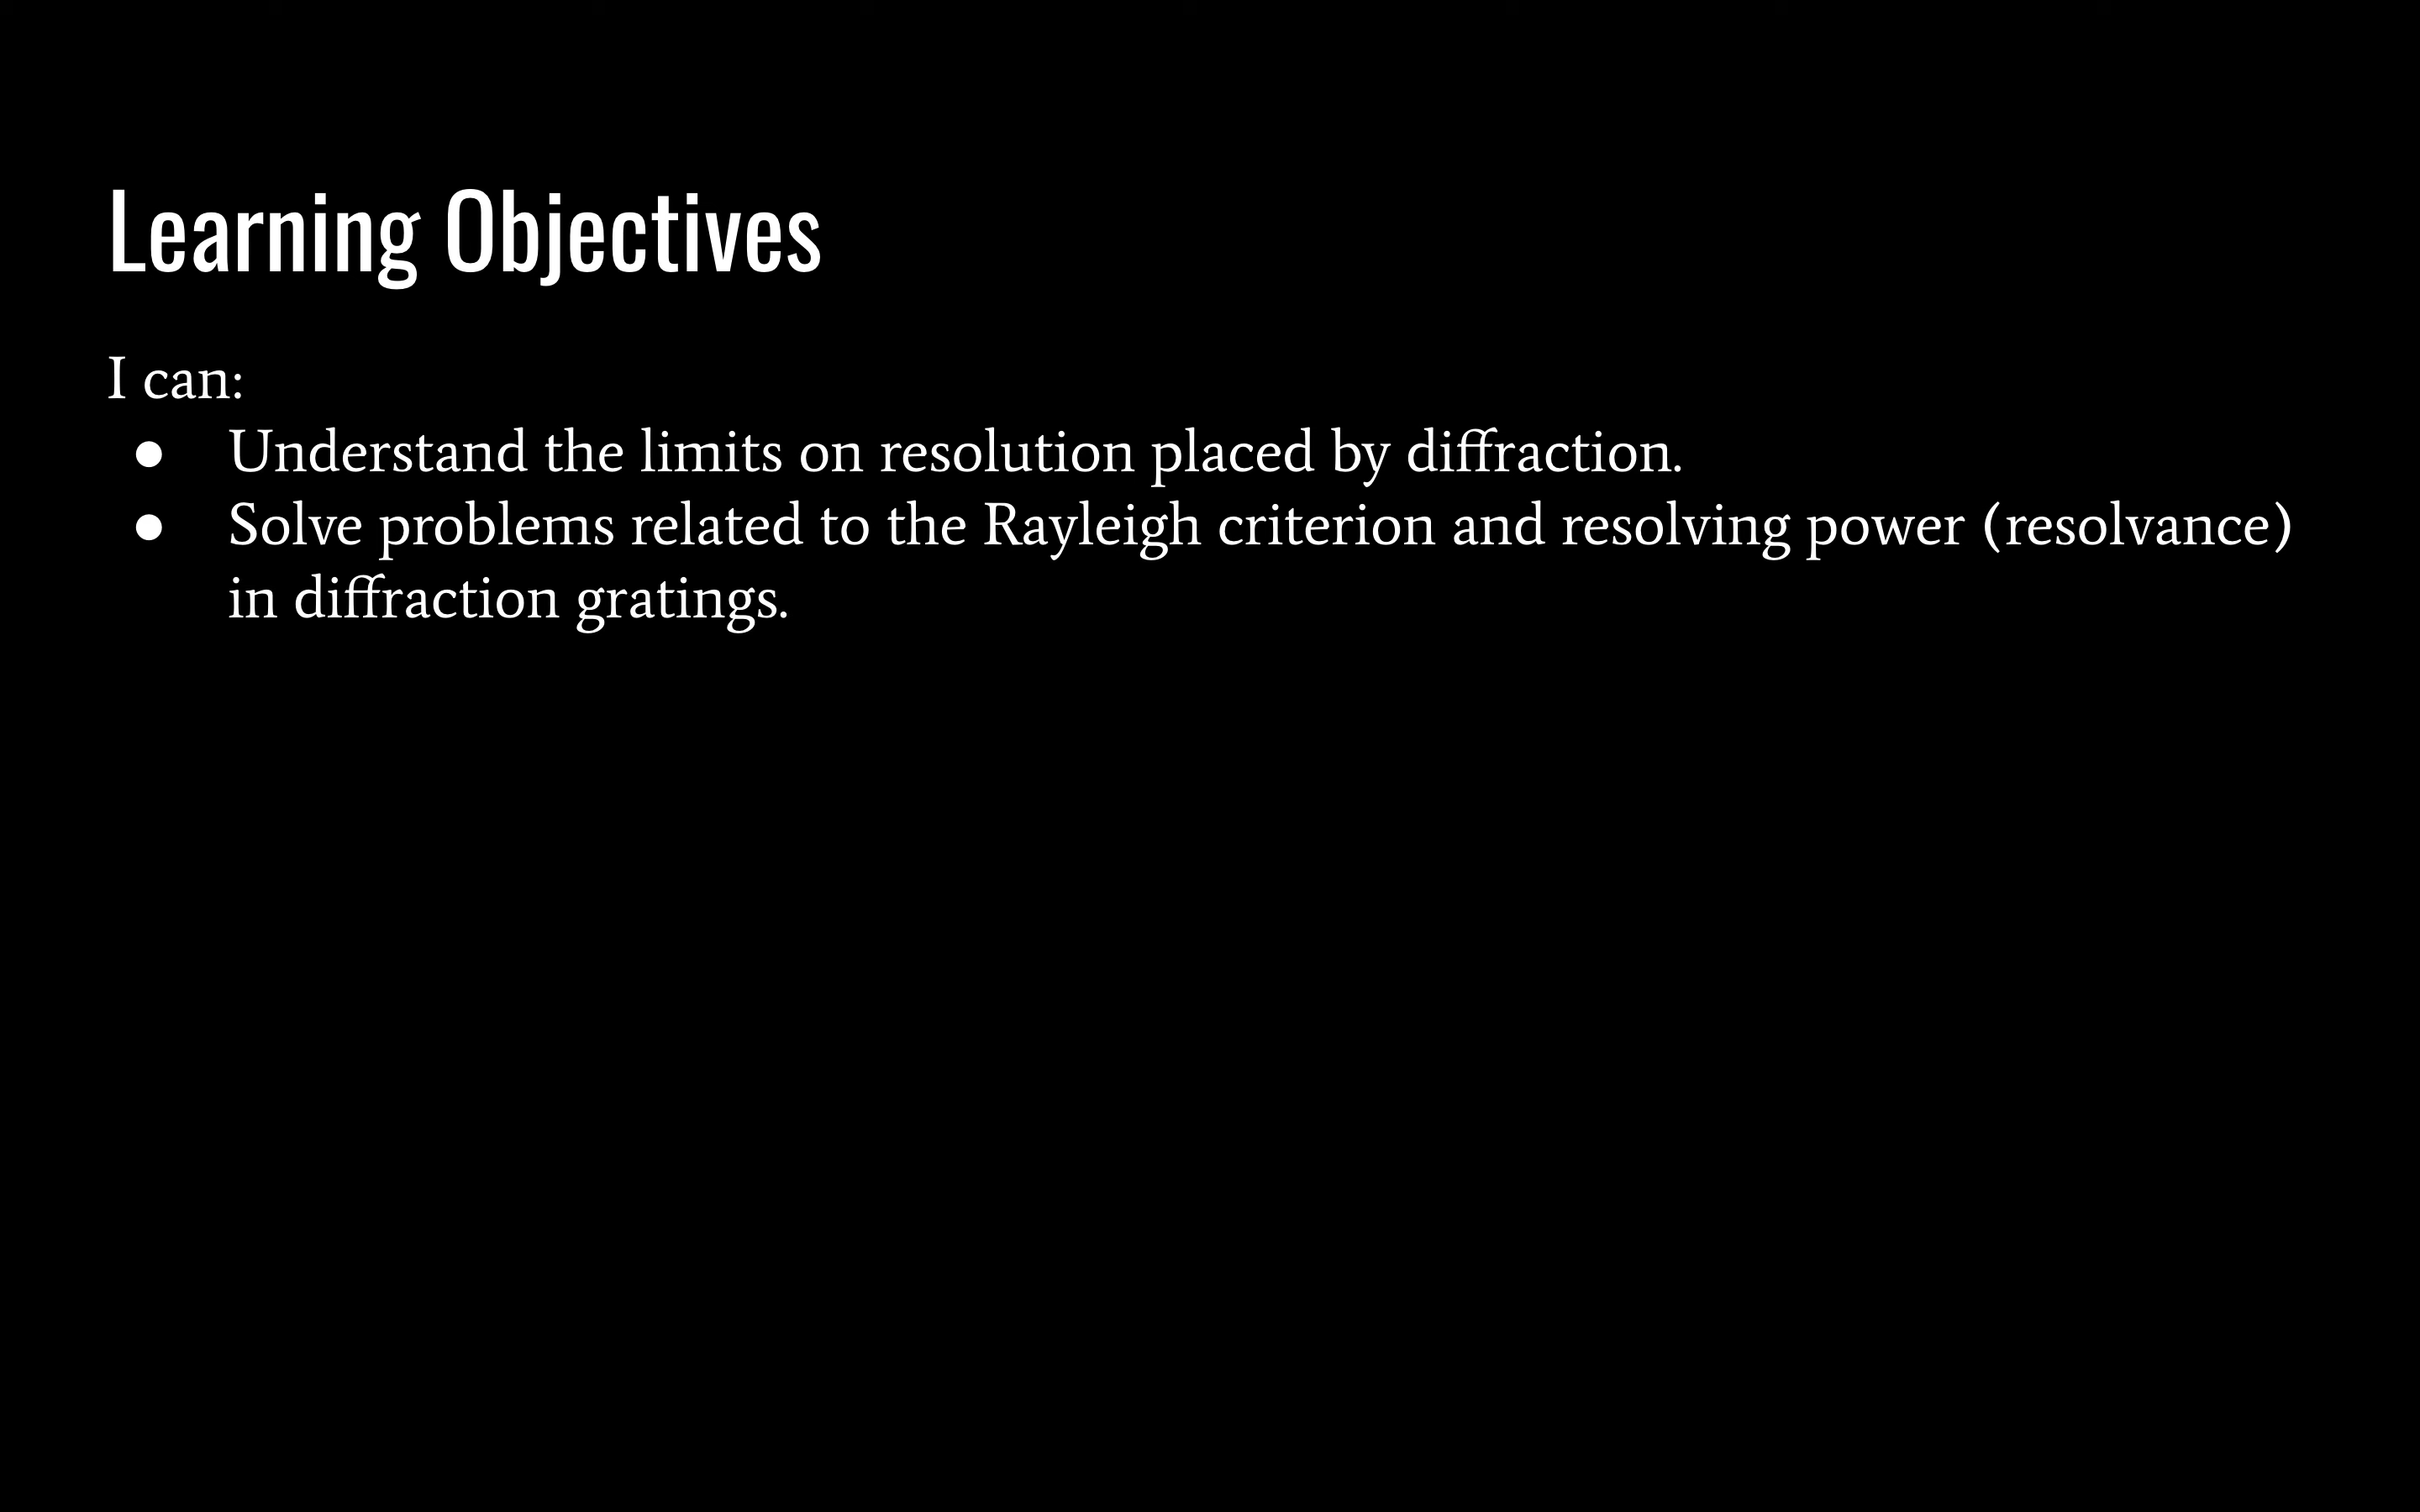 Learning Objectives
I can:
● Understand the limits on resolution placed by diffraction.
● Solve problems related to the Rayleigh criterion and resolving power (resolvance)
in diffraction gratings.